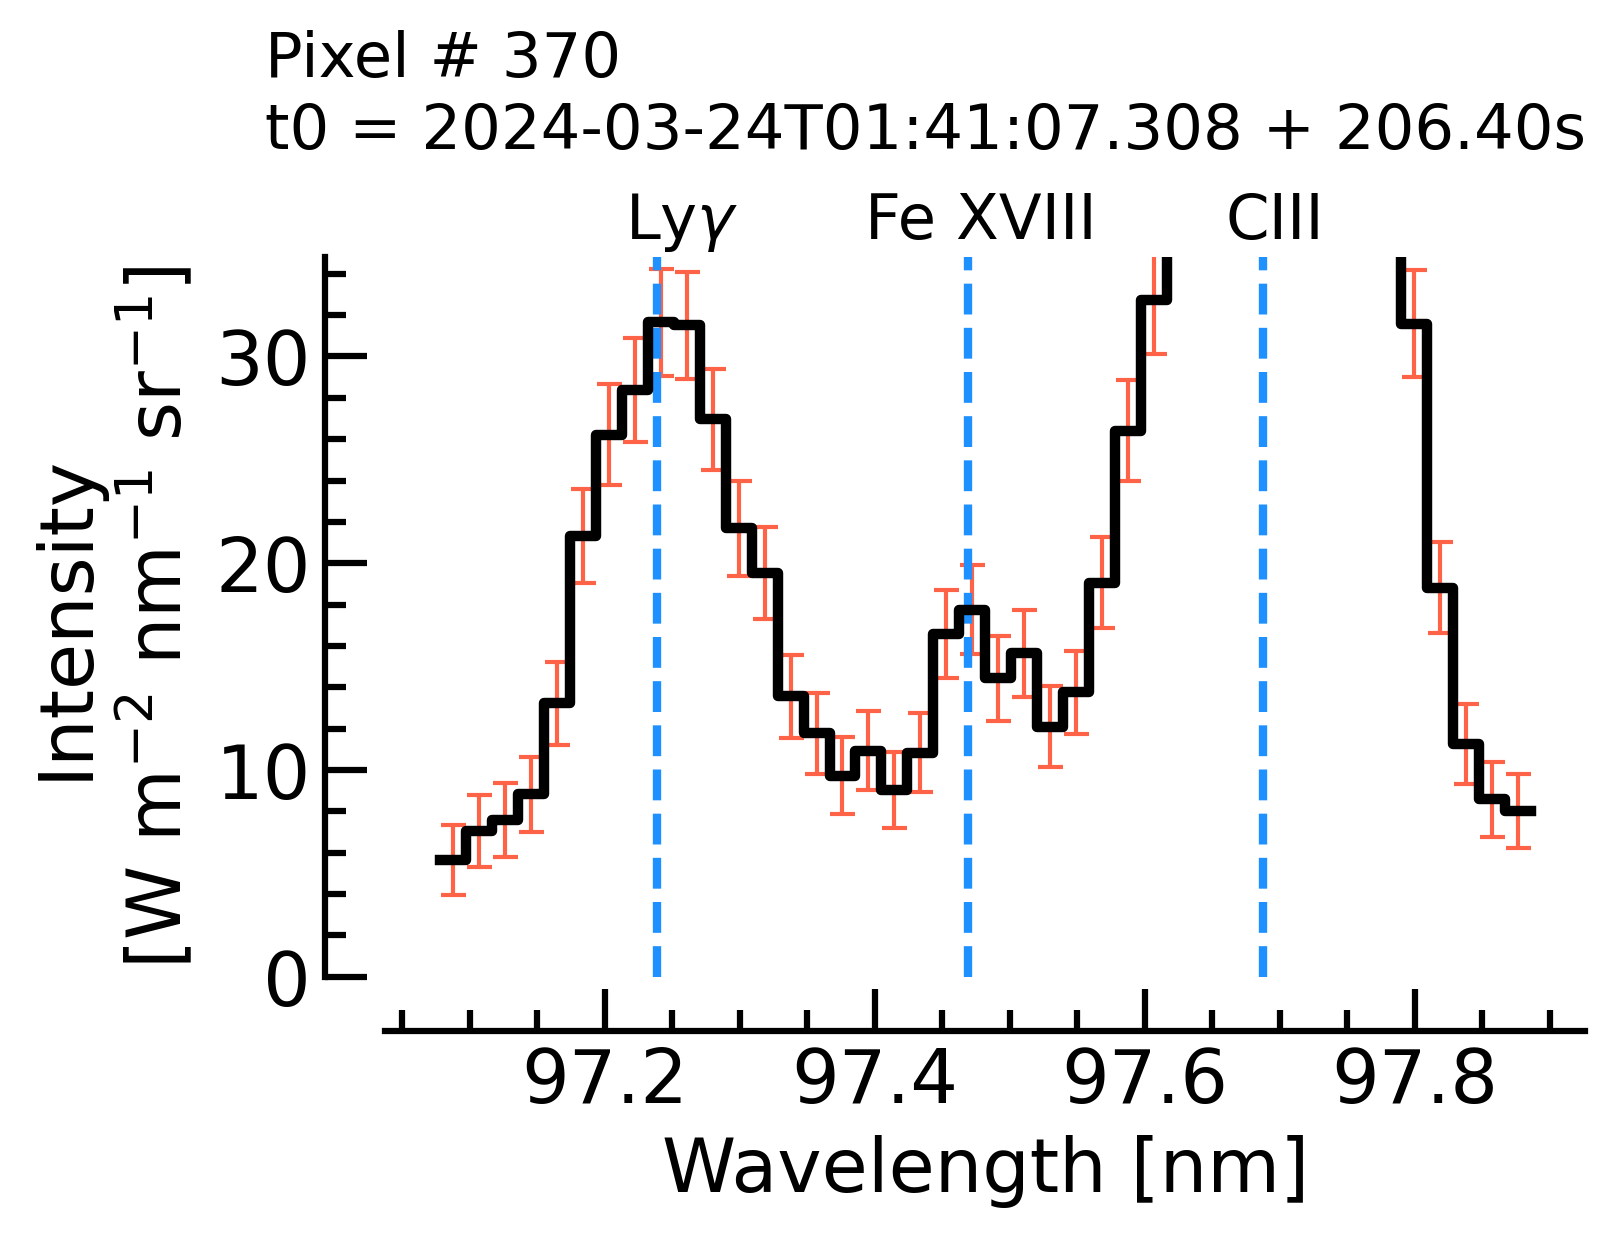 Pixel # 370
t0 = 2024-03-24T01:41:07.308 + 206.40s
Lyγ Fe XVIII CIII
Intensity
[W m⁻² nm⁻¹ sr⁻¹]
30
20
10
0
97.2 97.4 97.6 97.8
Wavelength [nm]